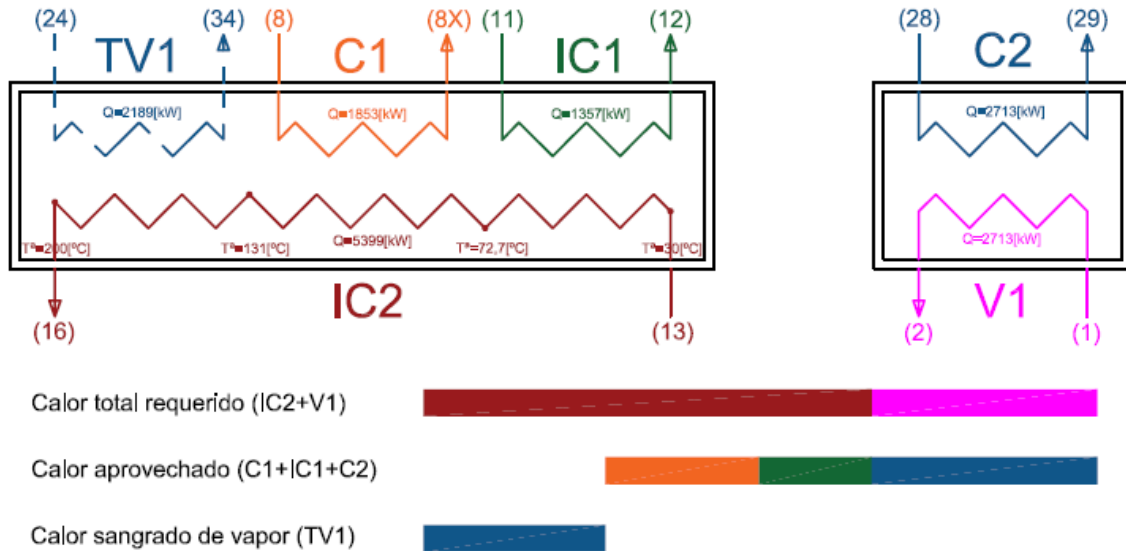 (24) (34) (8) (8X) (11) (12) (28) (29)
TV1 C1 IC1 C2
Q=2189[kW] Q=1853[kW] Q=1357[kW] Q=2713[kW]
Tª=200[ºC] Tª=131[ºC] Q=5399[kW] Tª=72,7[ºC] Tª=30[ºC] Q=2713[kW]
IC2 V1
(16) (13) (2) (1)
Calor total requerido (IC2+V1)
Calor aprovechado (C1+IC1+C2)
Calor sangrado de vapor (TV1)